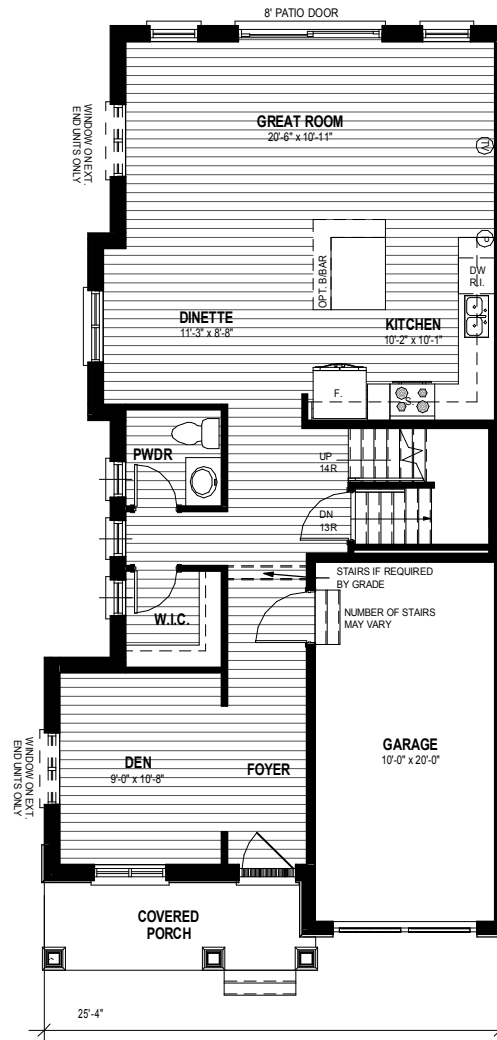 8' PATIO DOOR
WINDOW ON EXT.
END UNITS ONLY
GREAT ROOM
20'-6" x 10'-11"
TV
P
DW
R.I.
OPT. B/BAR
DINETTE
11'-3" x 8'-8"
KITCHEN
10'-2" x 10'-1"
F.
S.
PWDR
UP
14R
DN
13R
STAIRS IF REQUIRED
BY GRADE
NUMBER OF STAIRS
MAY VARY
W.I.C.
WINDOW ON EXT.
END UNITS ONLY
DEN
9'-0" x 10'-8"
FOYER
GARAGE
10'-0" x 20'-0"
COVERED
PORCH
25'-4"